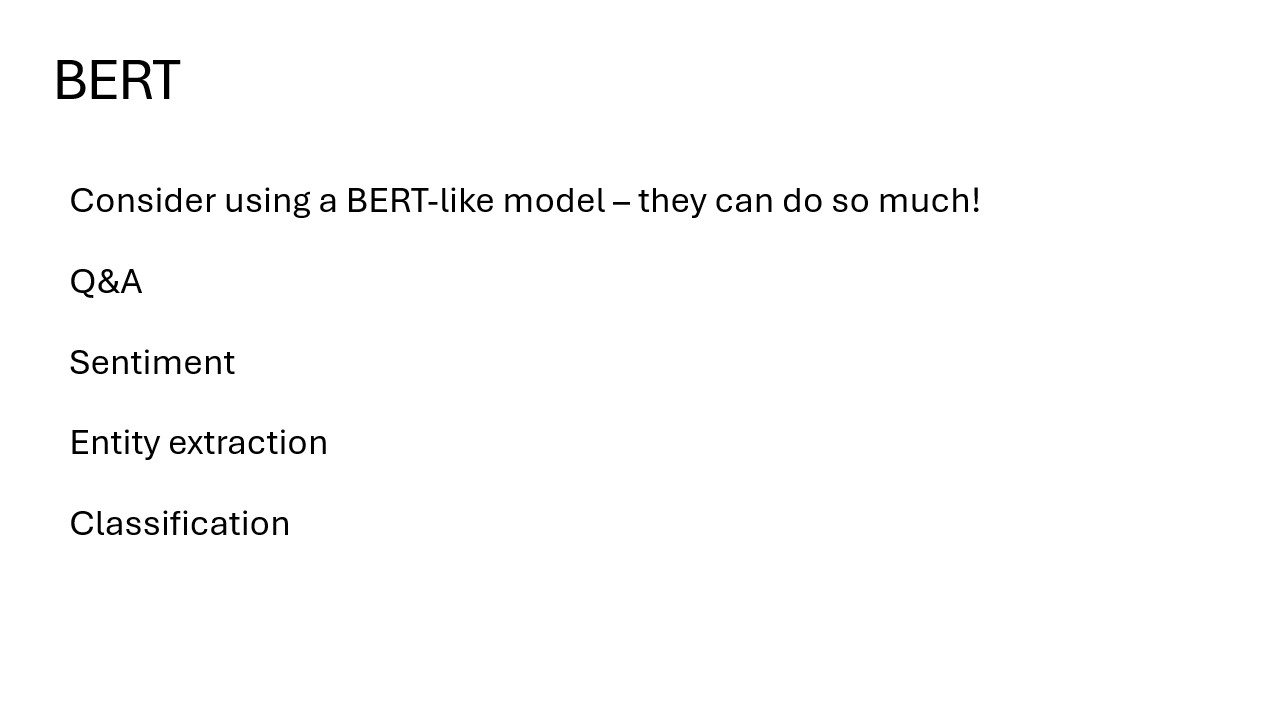 BERT
Consider using a BERT-like model – they can do so much!
Q&A
Sentiment
Entity extraction
Classification